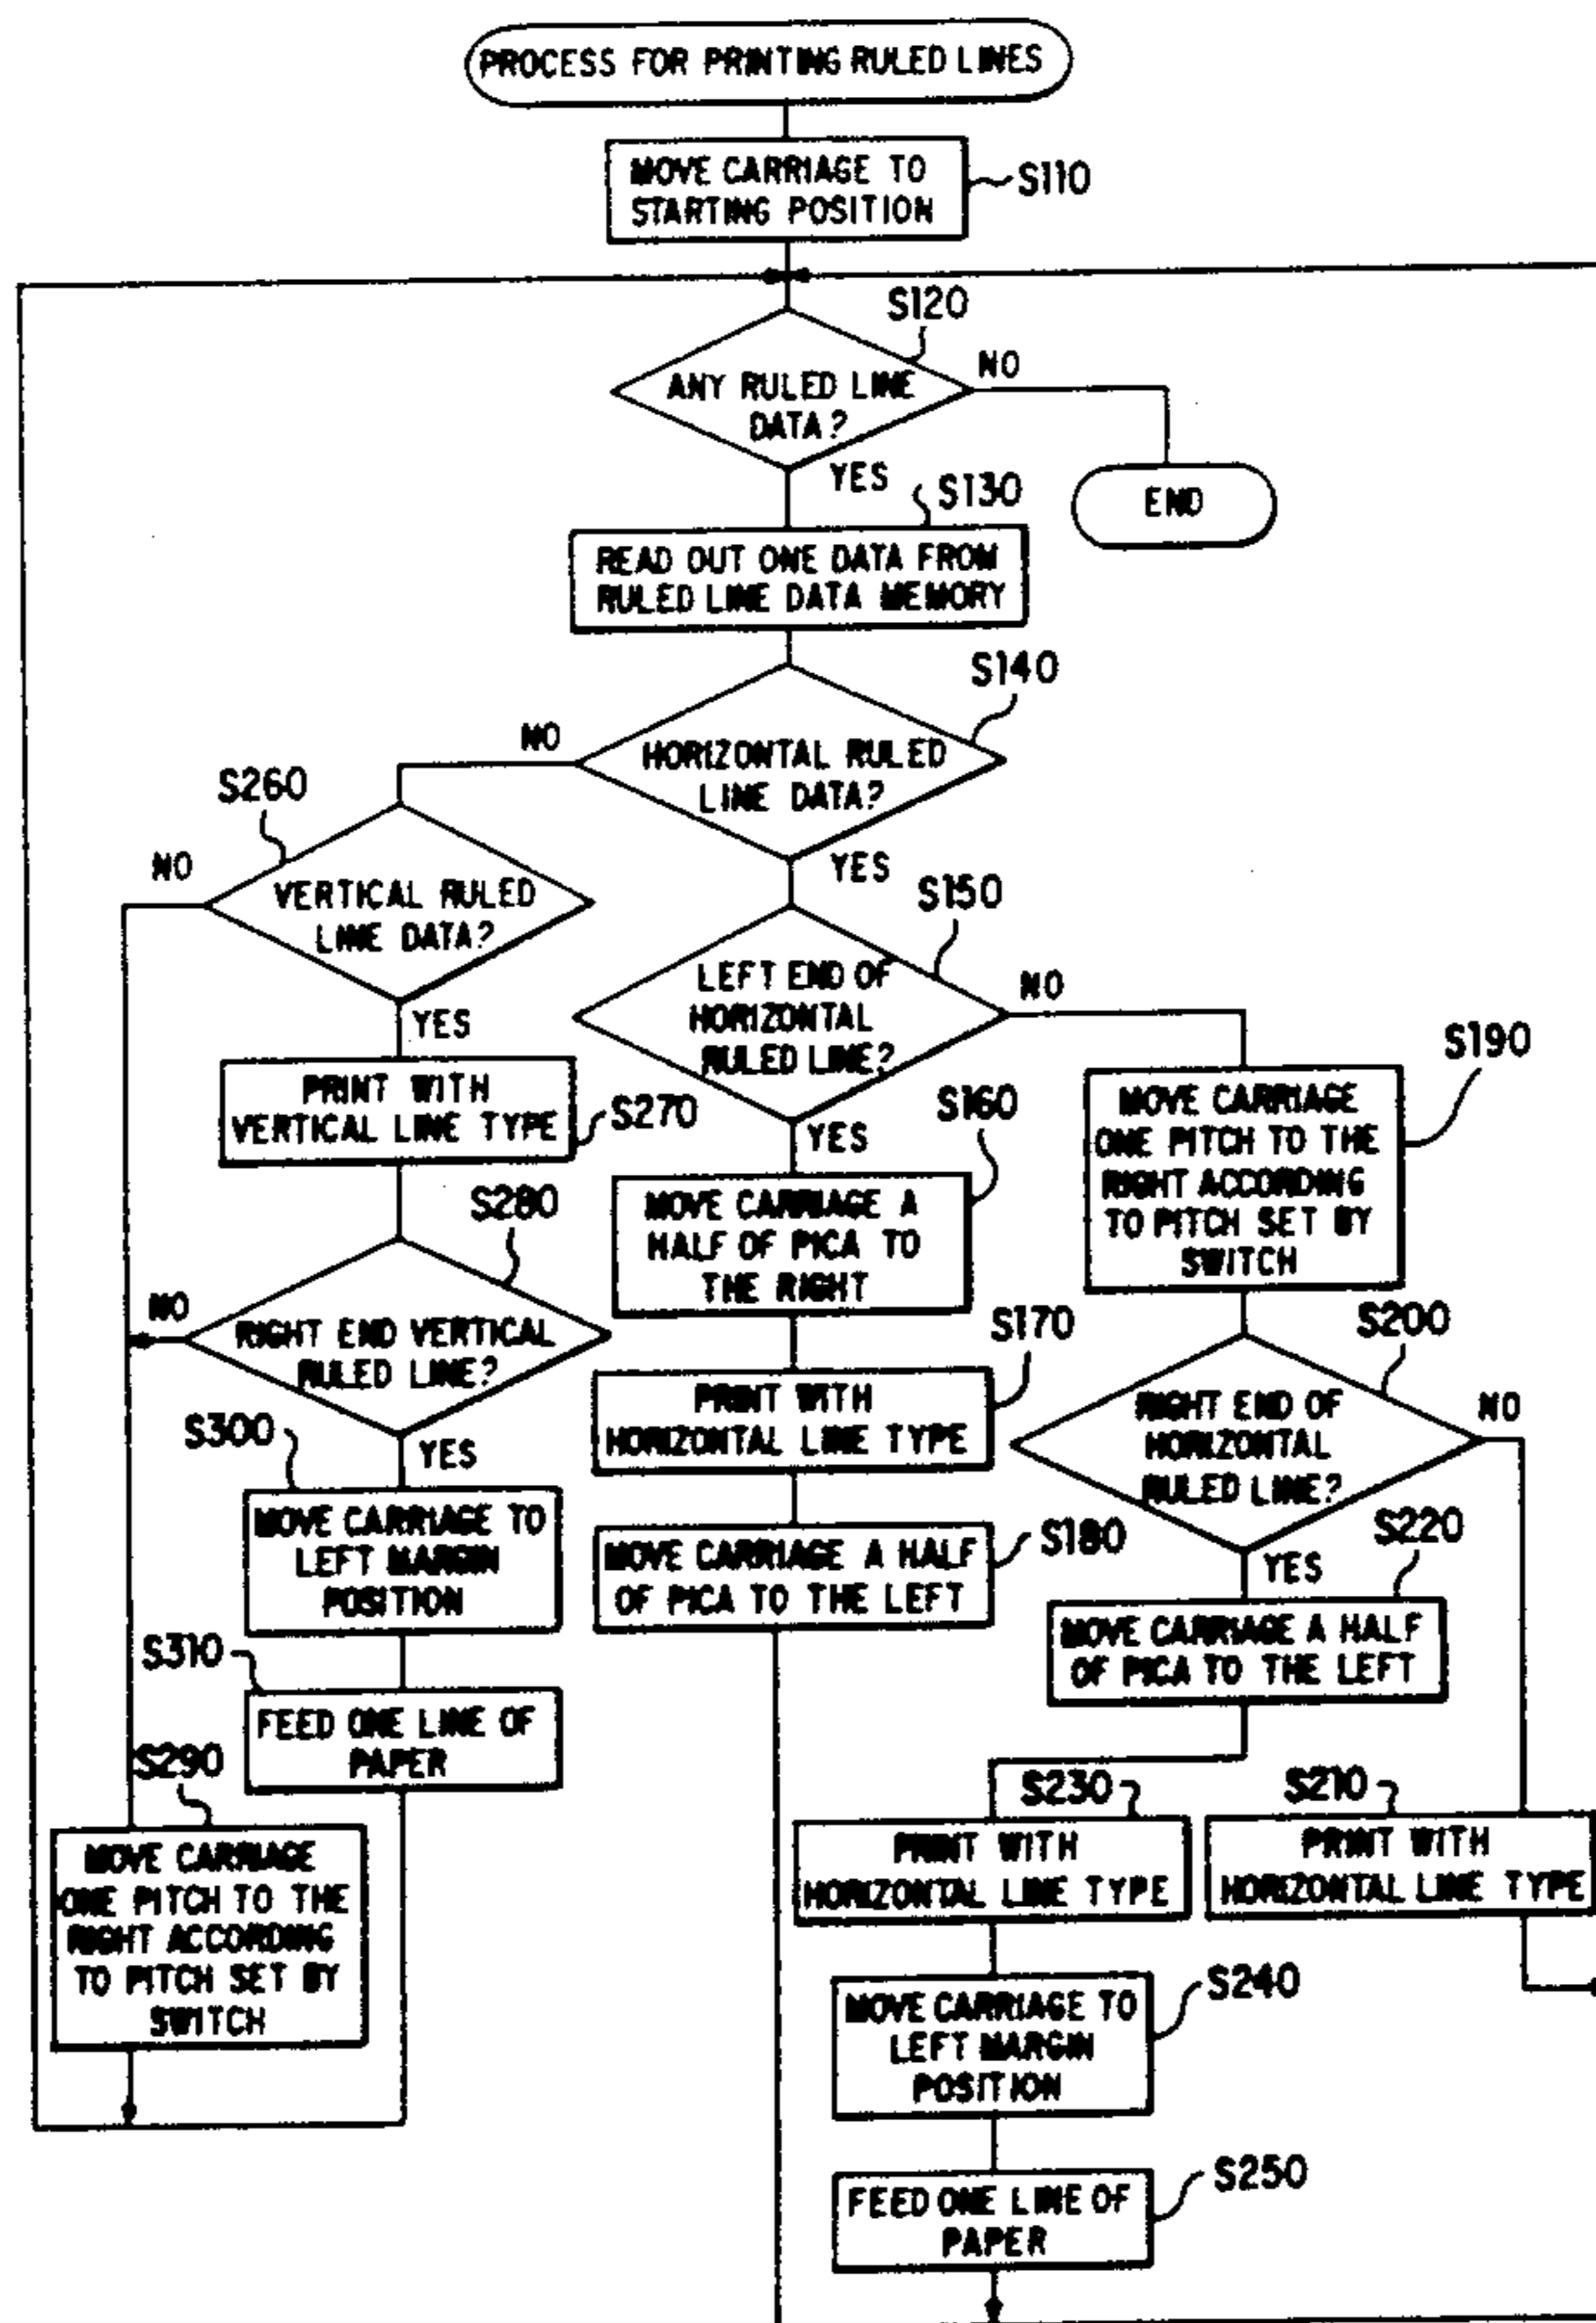 PROCESS FOR PRINTING RULED LINES
MOVE CARRIAGE TO
STARTING POSITION
S110
S120
ANY RULED LINE
DATA?
NO
YES
END
S130
READ OUT ONE DATA FROM
RULED LINE DATA MEMORY
S140
HORIZONTAL RULED
LINE DATA?
NO
YES
S260
VERTICAL RULED
LINE DATA?
NO
YES
S150
LEFT END OF
HORIZONTAL
RULED LINE?
NO
YES
PRINT WITH
VERTICAL LINE TYPE
S270
S160
MOVE CARRIAGE A
HALF OF PICA TO
THE RIGHT
S190
MOVE CARRIAGE
ONE PITCH TO THE
RIGHT ACCORDING
TO PITCH SET BY
SWITCH
S280
RIGHT END VERTICAL
RULED LINE?
NO
YES
S170
PRINT WITH
HORIZONTAL LINE TYPE
S200
RIGHT END OF
HORIZONTAL
RULED LINE?
NO
YES
S300
MOVE CARRIAGE TO
LEFT MARGIN
POSITION
S180
MOVE CARRIAGE A HALF
OF PICA TO THE LEFT
S220
MOVE CARRIAGE A HALF
OF PICA TO THE LEFT
S310
FEED ONE LINE OF
PAPER
S290
MOVE CARRIAGE
ONE PITCH TO THE
RIGHT ACCORDING
TO PITCH SET BY
SWITCH
S230
PRINT WITH
HORIZONTAL LINE TYPE
S210
PRINT WITH
HORIZONTAL LINE TYPE
S240
MOVE CARRIAGE TO
LEFT MARGIN
POSITION
S250
FEED ONE LINE OF
PAPER